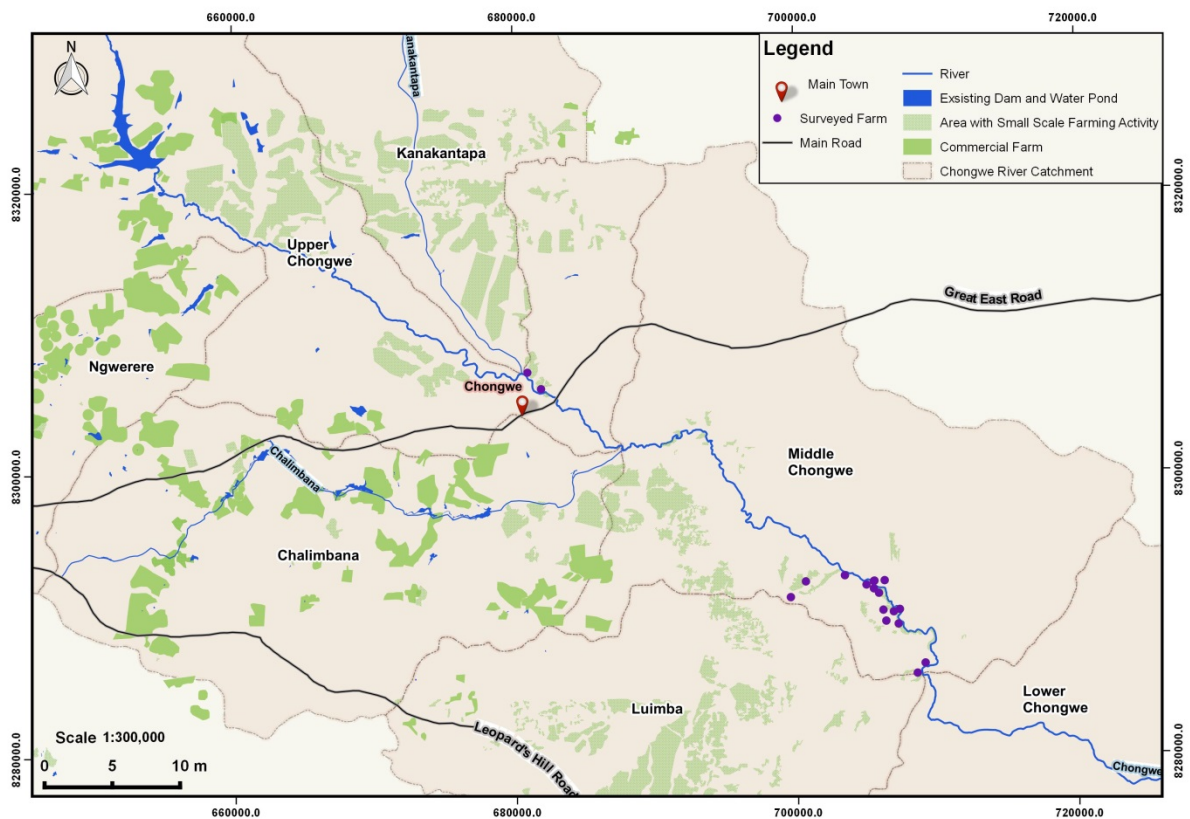 660000.0 680000.0 700000.0 720000.0
N
anakantapa
Legend
Main Town
Surveyed Farm
Main Road
River
Exsisting Dam and Water Pond
Area with Small Scale Farming Activity
Commercial Farm
Chongwe River Catchment
8320000.0
8320000.0
Kanakantapa
Upper
Chongwe
Great East Road
Ngwerere
Chongwe
8300000.0
8300000.0
Middle
Chongwe
Chalimbana
Chalimbana
Luimba
Lower
Chongwe
Leopard's Hill Road
Chongwe
Scale 1:300,000
0 5 10 m
8280000.0
8280000.0
660000.0 680000.0 700000.0 720000.0